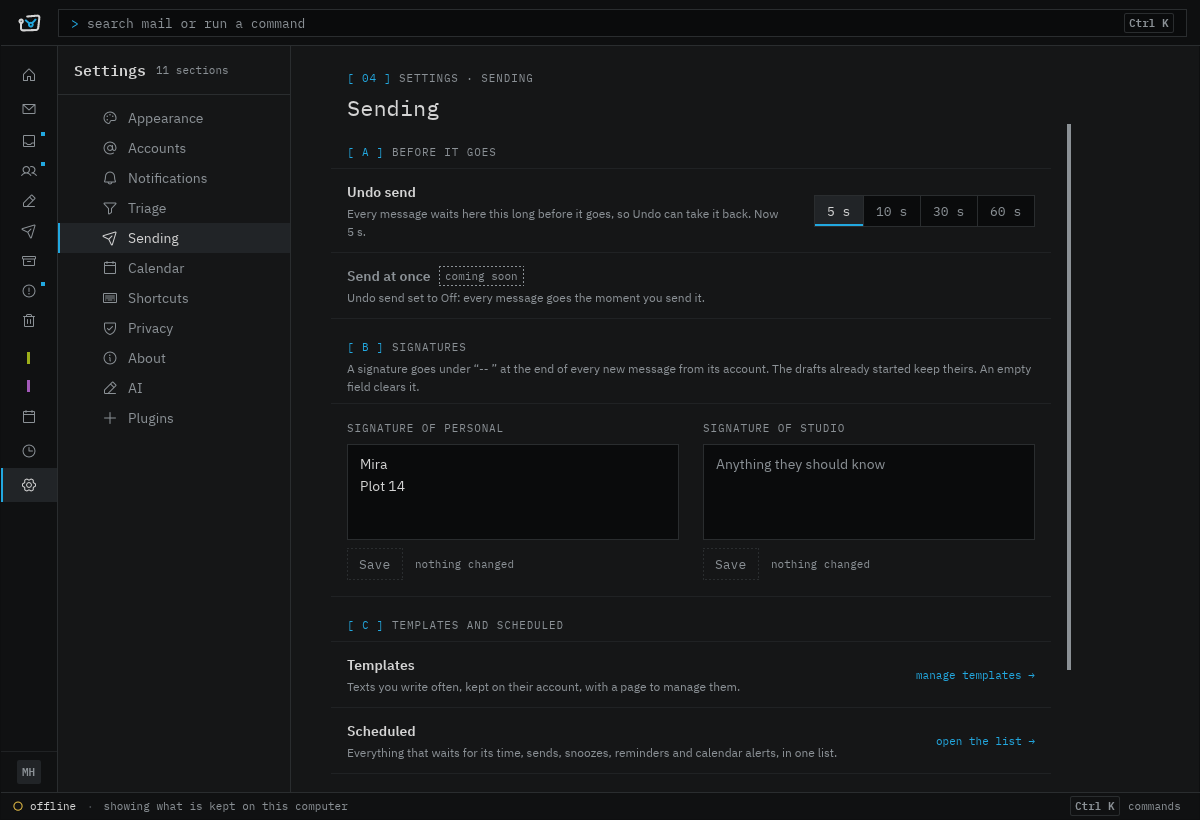 > search mail or run a command
Ctrl K
Settings 11 sections
Appearance
Accounts
Notifications
Triage
Sending
Calendar
Shortcuts
Privacy
About
AI
Plugins
MH
[ 04 ] SETTINGS · SENDING
Sending
[ A ] BEFORE IT GOES
Undo send
Every message waits here this long before it goes, so Undo can take it back. Now
5 s.
5 s 10 s 30 s 60 s
Send at once coming soon
Undo send set to Off: every message goes the moment you send it.
[ B ] SIGNATURES
A signature goes under “-- ” at the end of every new message from its account. The drafts already started keep theirs. An empty
field clears it.
SIGNATURE OF PERSONAL
Mira
Plot 14
Save nothing changed
SIGNATURE OF STUDIO
Anything they should know
Save nothing changed
[ C ] TEMPLATES AND SCHEDULED
Templates
Texts you write often, kept on their account, with a page to manage them.
manage templates →
Scheduled
Everything that waits for its time, sends, snoozes, reminders and calendar alerts, in one list.
open the list →
offline · showing what is kept on this computer
Ctrl K commands